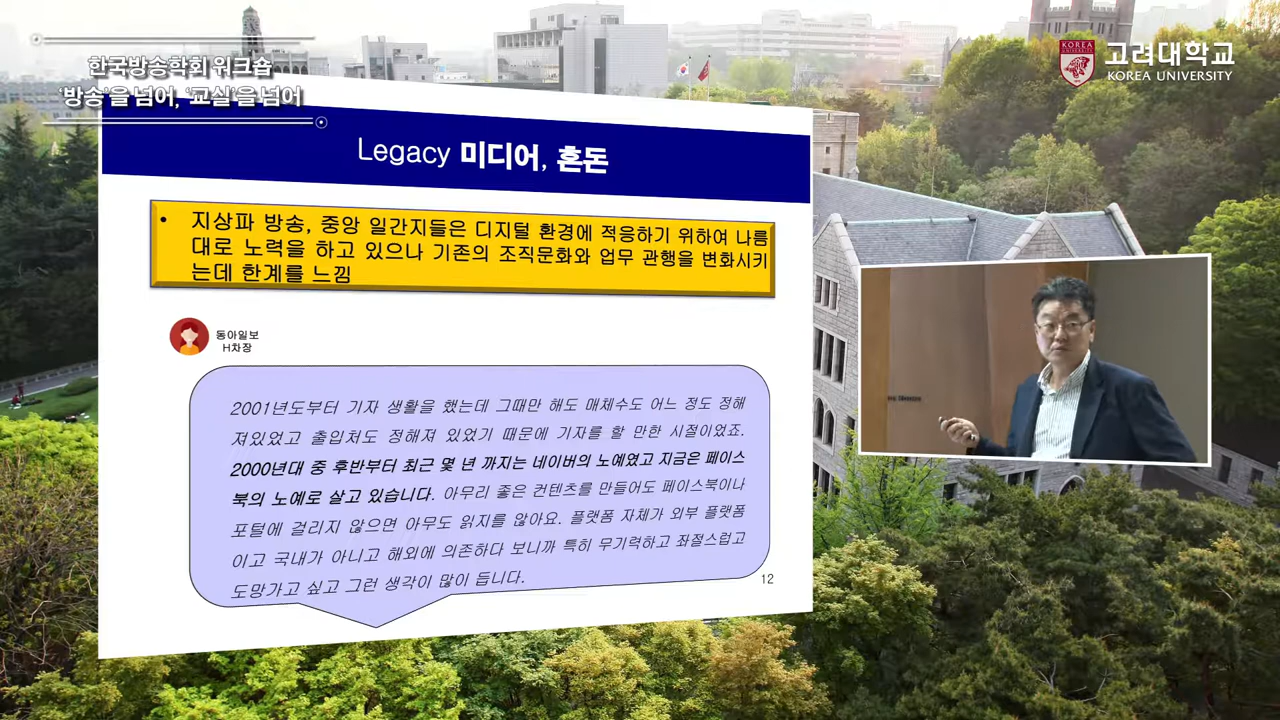 한국방송학회 워크숍
'방송'을 넘어, '교실'을 넘어
KOREA
고려대학교
KOREA UNIVERSITY
Legacy 미디어, 혼돈
• 지상파 방송, 중앙 일간지들은 디지털 환경에 적응하기 위하여 나름
대로 노력을 하고 있으나 기존의 조직문화와 업무 관행을 변화시키
는데 한계를 느낌
동아일보
H차장
2001년도부터 기자 생활을 했는데 그때만 해도 매체수도 어느 정도 정해
져있었고 출입처도 정해져 있었기 때문에 기자를 할 만한 시절이었죠.
2000년대 중 후반부터 최근 몇 년 까지는 네이버의 노예였고 지금은 페이스
북의 노예로 살고 있습니다. 아무리 좋은 컨텐츠를 만들어도 페이스북이나
포털에 걸리지 않으면 아무도 읽지를 않아요. 플랫폼 자체가 외부 플랫폼
이고 국내가 아니고 해외에 의존하다 보니까 특히 무기력하고 좌절스럽고
도망가고 싶고 그런 생각이 많이 듭니다.
12